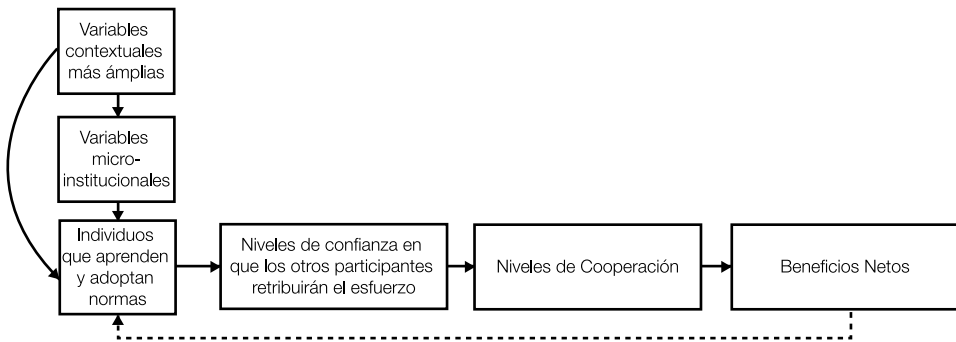 Variables
contextuales
más ámplias
Variables
micro-
institucionales
Individuos
que aprenden
y adoptan
normas
Niveles de confianza en
que los otros participantes
retribuirán el esfuerzo
Niveles de Cooperación
Beneficios Netos